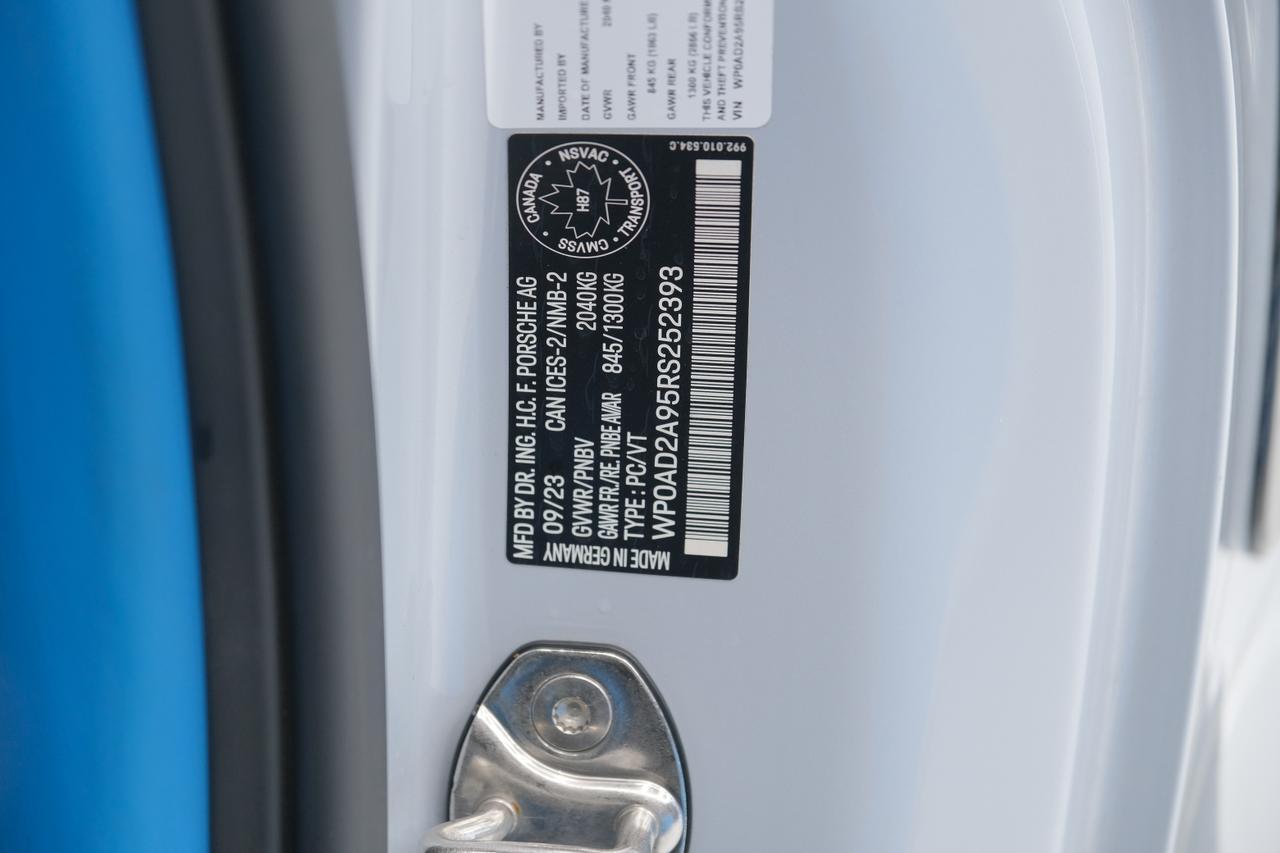 MANUFACTURED BY
IMPORTED BY
DATE OF MANUFACTURE
GVWR 2040
GAWR FRONT
845 KG (1863 LB)
GAWR REAR
1300 KG (2866 LB)
THIS VEHICLE CONFORM
AND THEFT PREVENTION
VIN WP0AD2A95RS2
MFD BY DR. ING. H.C. F. PORSCHE AG
09/23 CAN ICES-2/NMB-2
GVWR/PNBV 2040KG
GAWR FR./RE. PNBE AV/AR 845/1300KG
TYPE: PC/VT
WP0AD2A95RS252393
MADE IN GERMANY
CANADA • NSVAC • TRANSPORT • CMVSS •
H87
992.010.534.C